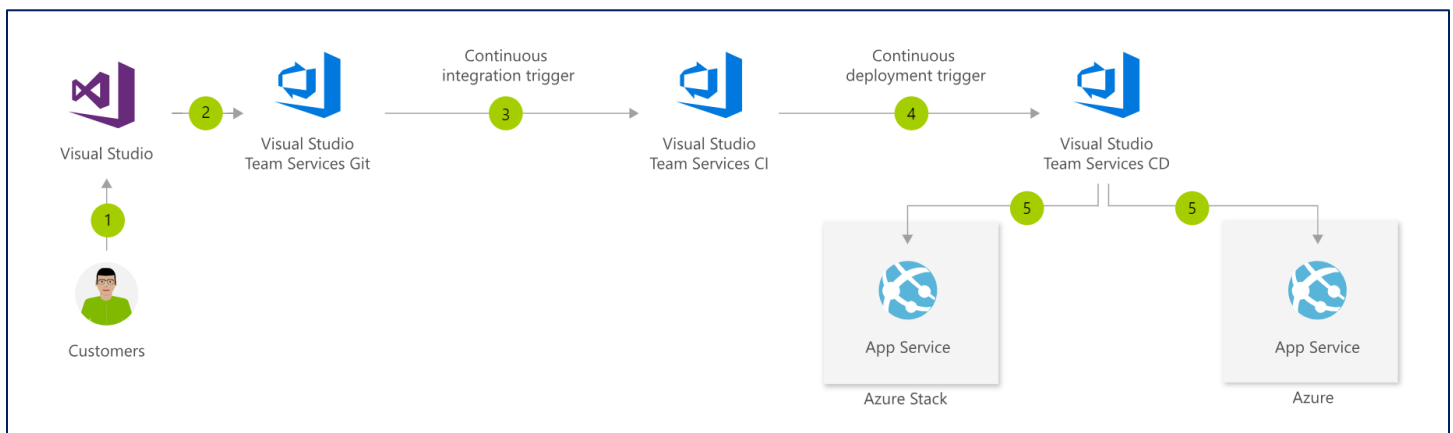 Continuous
integration trigger
Continuous
deployment trigger
2
3
4
Visual Studio
Visual Studio
Team Services Git
Visual Studio
Team Services CI
Visual Studio
Team Services CD
1
5
5
Customers
App Service
App Service
Azure Stack
Azure